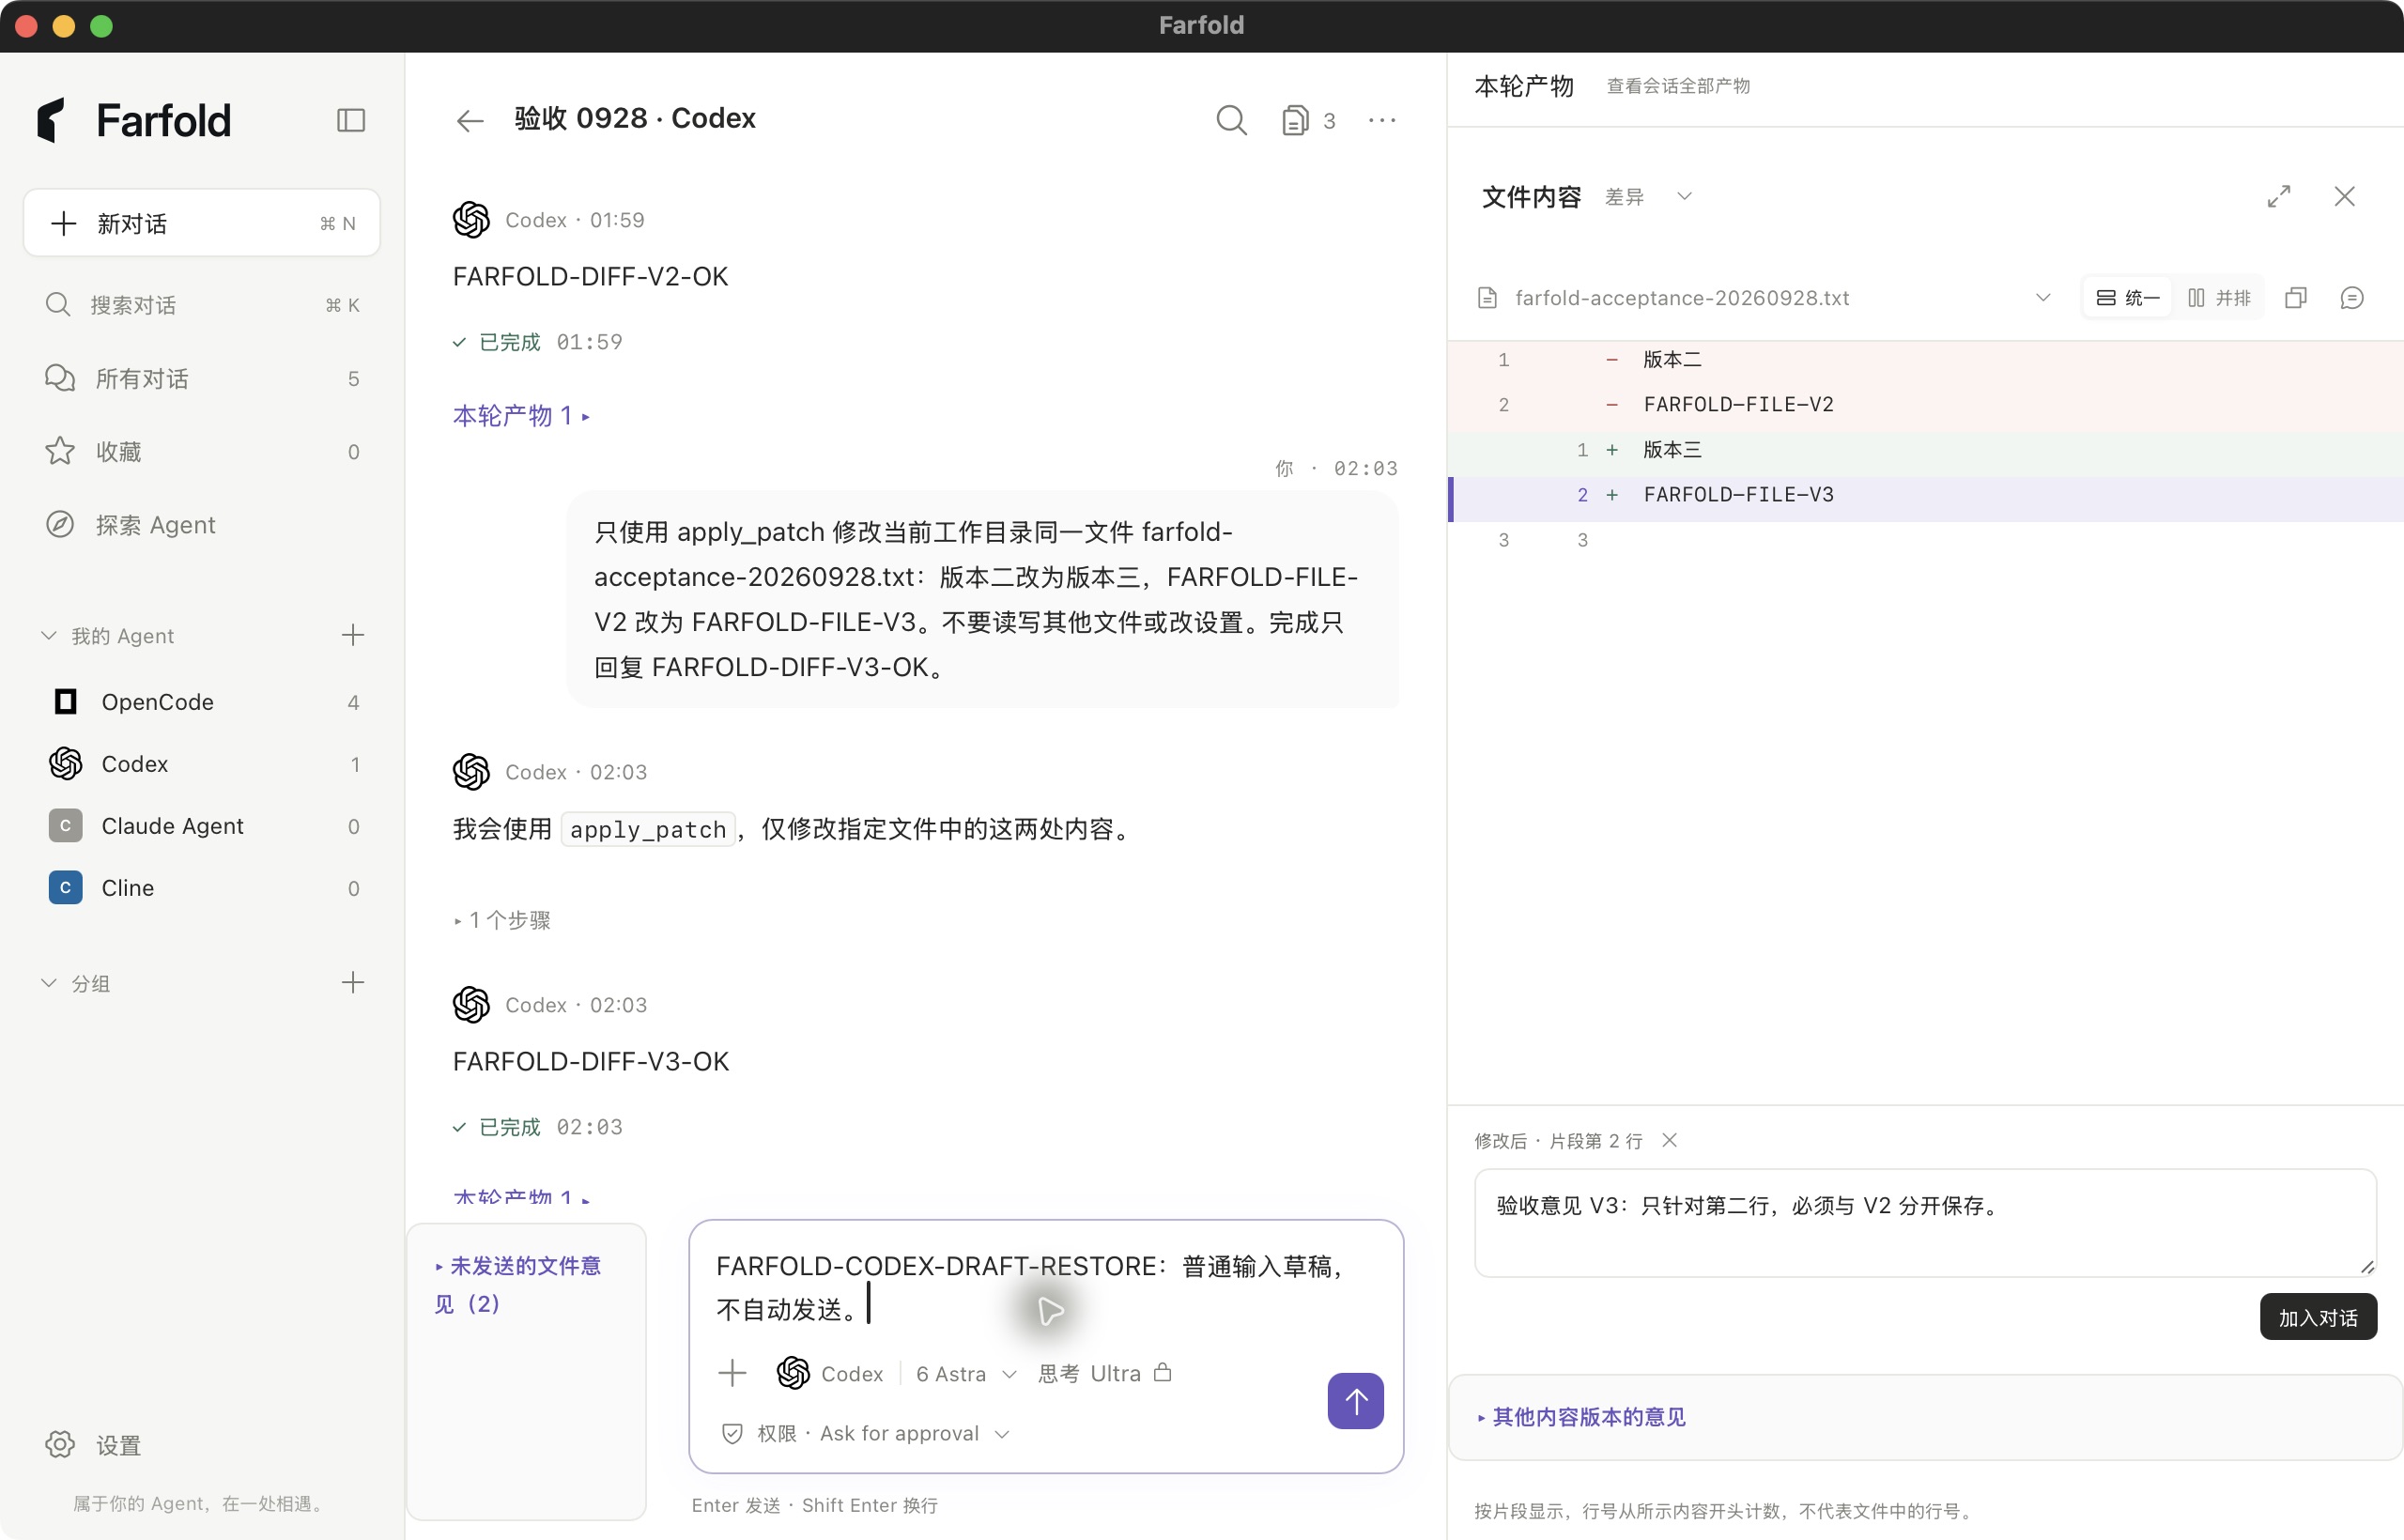 Farfold
Farfold
新对话
⌘ N
搜索对话
⌘ K
所有对话
5
收藏
0
探索 Agent
我的 Agent
OpenCode
4
Codex
1
C
Claude Agent
0
C
Cline
0
分组
设置
属于你的 Agent，在一处相遇。
验收 0928 · Codex
3
Codex · 01:59
FARFOLD-DIFF-V2-OK
已完成 01:59
本轮产物 1
你 · 02:03
只使用 apply_patch 修改当前工作目录同一文件 farfold-
acceptance-20260928.txt：版本二改为版本三，FARFOLD-FILE-
V2 改为 FARFOLD-FILE-V3。不要读写其他文件或改设置。完成只
回复 FARFOLD-DIFF-V3-OK。
Codex · 02:03
我会使用 apply_patch，仅修改指定文件中的这两处内容。
1 个步骤
Codex · 02:03
FARFOLD-DIFF-V3-OK
已完成 02:03
本轮产物 1
未发送的文件意
见（2）
FARFOLD-CODEX-DRAFT-RESTORE：普通输入草稿，
不自动发送。
Codex
6 Astra
思考 Ultra
权限 · Ask for approval
Enter 发送 · Shift Enter 换行
本轮产物
查看会话全部产物
文件内容
差异
farfold-acceptance-20260928.txt
统一
并排
1 − 版本二
2 − FARFOLD-FILE-V2
1 + 版本三
2 + FARFOLD-FILE-V3
3 3
修改后 · 片段第 2 行
验收意见 V3：只针对第二行，必须与 V2 分开保存。
加入对话
其他内容版本的意见
按片段显示，行号从所示内容开头计数，不代表文件中的行号。